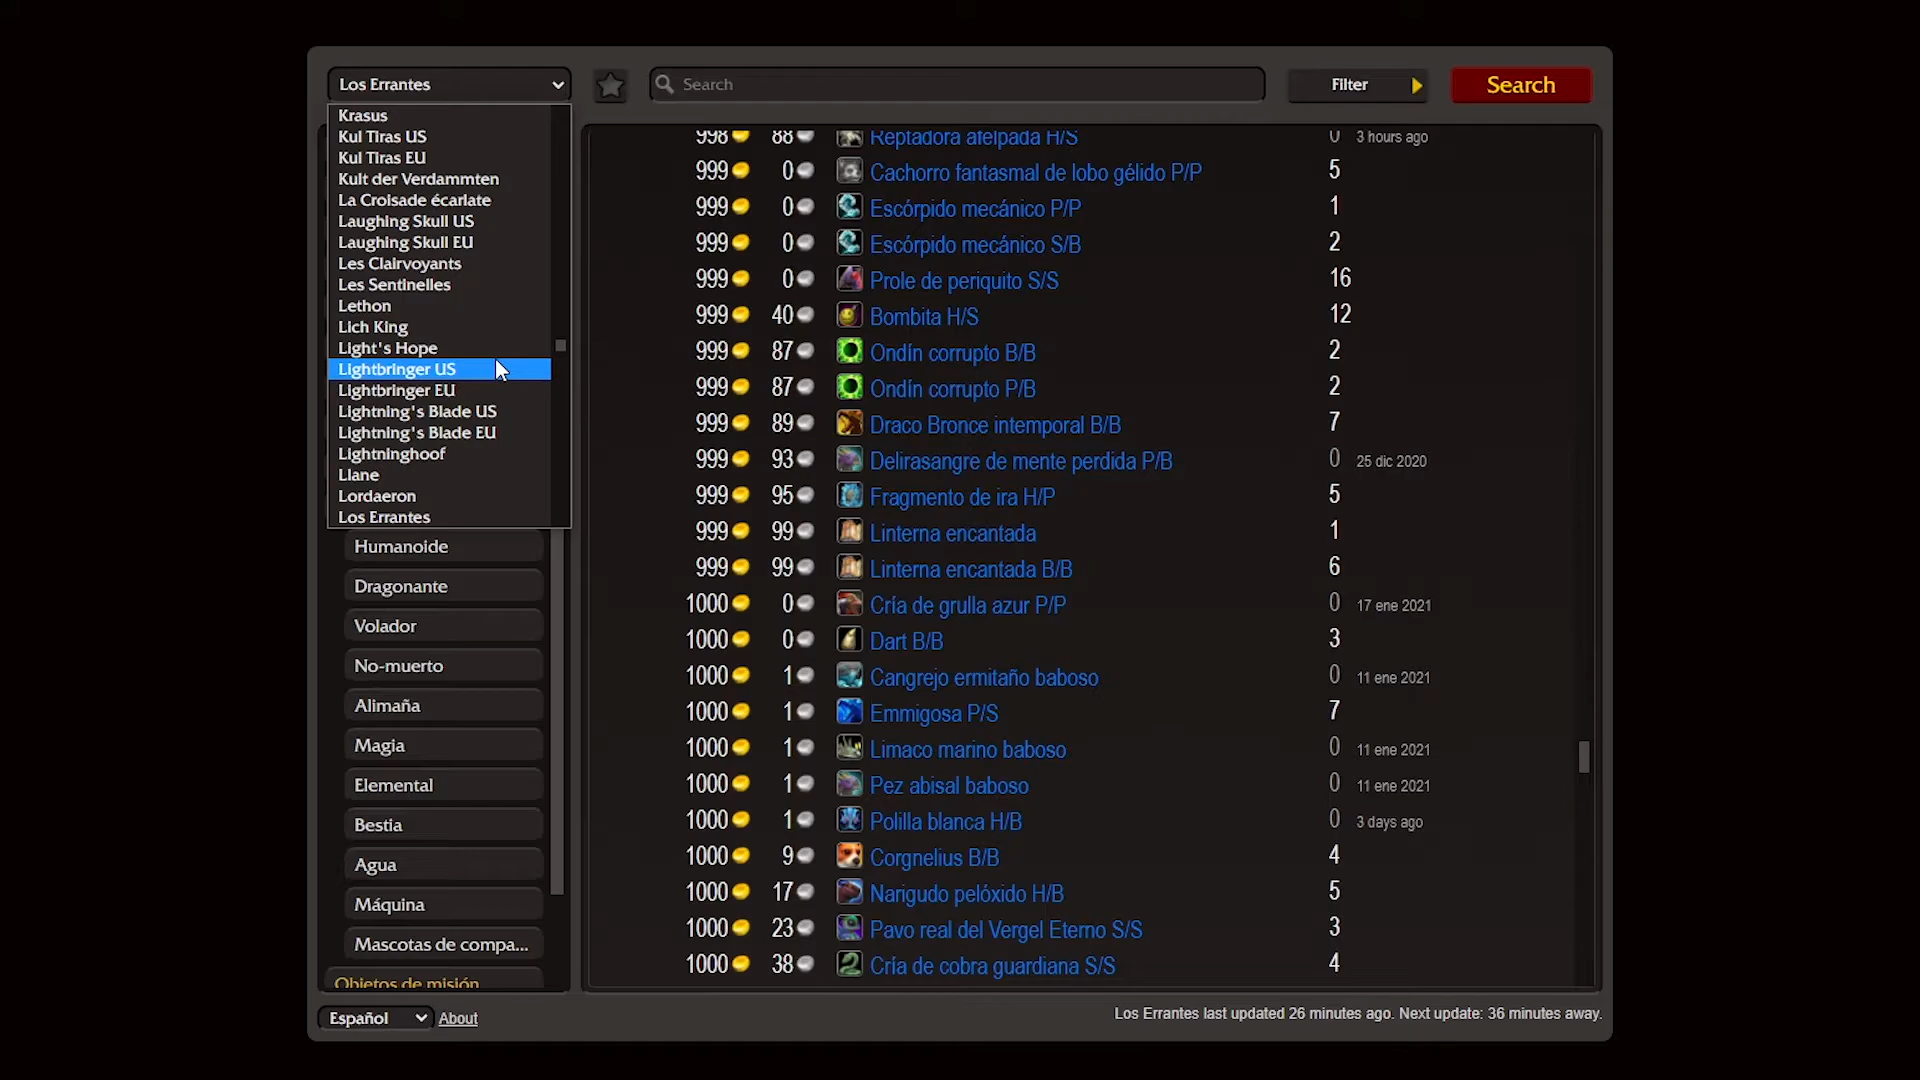 Los Errantes
Search
Filter
Search
Krasus
Kul Tiras US
Kul Tiras EU
Kult der Verdammten
La Croisade écarlate
Laughing Skull US
Laughing Skull EU
Les Clairvoyants
Les Sentinelles
Lethon
Lich King
Light's Hope
Lightbringer US
Lightbringer EU
Lightning's Blade US
Lightning's Blade EU
Lightninghoof
Llane
Lordaeron
Los Errantes
Humanoide
Dragonante
Volador
No-muerto
Alimaña
Magia
Elemental
Bestia
Agua
Máquina
Mascotas de compa...
Objetos de misión
998 88 Reptadora afelpada H/S 0 3 hours ago
999 0 Cachorro fantasmal de lobo gélido P/P 5
999 0 Escórpido mecánico P/P 1
999 0 Escórpido mecánico S/B 2
999 0 Prole de periquito S/S 16
999 40 Bombita H/S 12
999 87 Ondín corrupto B/B 2
999 87 Ondín corrupto P/B 2
999 89 Draco Bronce intemporal B/B 7
999 93 Delirasangre de mente perdida P/B 0 25 dic 2020
999 95 Fragmento de ira H/P 5
999 99 Linterna encantada 1
999 99 Linterna encantada B/B 6
1000 0 Cría de grulla azur P/P 0 17 ene 2021
1000 0 Dart B/B 3
1000 1 Cangrejo ermitaño baboso 0 11 ene 2021
1000 1 Emmigosa P/S 7
1000 1 Limaco marino baboso 0 11 ene 2021
1000 1 Pez abisal baboso 0 11 ene 2021
1000 1 Polilla blanca H/B 0 3 days ago
1000 9 Corgnelius B/B 4
1000 17 Narigudo pelóxido H/B 5
1000 23 Pavo real del Vergel Eterno S/S 3
1000 38 Cría de cobra guardiana S/S 4
Español About
Los Errantes last updated 26 minutes ago. Next update: 36 minutes away.